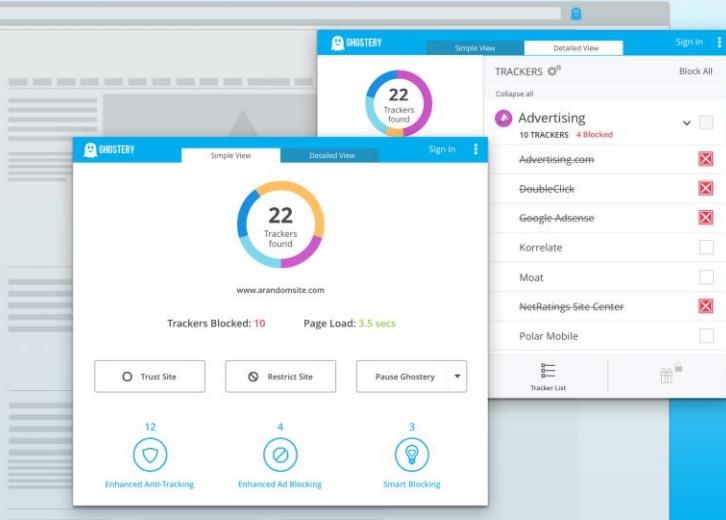 GHOSTERY
Simple View
Detailed View
Sign In
22
Trackers
found
TRACKERS
Block All
Collapse all
Advertising
10 TRACKERS 4 Blocked
Advertising.com
DoubleClick
Google Adsense
Korrelate
Moat
NetRatings Site Center
Polar Mobile
Tracker List
GHOSTERY
Simple View
Detailed View
Sign In
22
Trackers
found
www.arandomsite.com
Trackers Blocked: 10 Page Load: 3.5 secs
Trust Site
Restrict Site
Pause Ghostery
12
4
3
Enhanced Anti-Tracking
Enhanced Ad Blocking
Smart Blocking